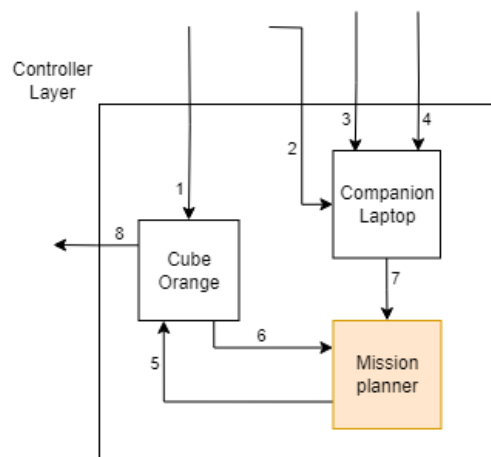 Controller
Layer
3
4
2
1
Companion
Laptop
8
Cube
Orange
7
5
6
Mission
planner